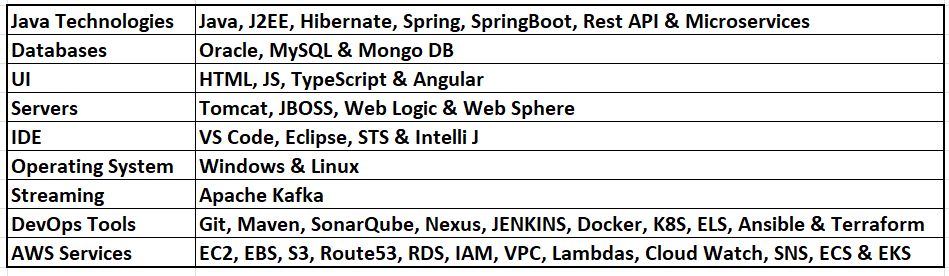 Java Technologies Java, J2EE, Hibernate, Spring, SpringBoot, Rest API & Microservices
Databases Oracle, MySQL & Mongo DB
UI HTML, JS, TypeScript & Angular
Servers Tomcat, JBOSS, Web Logic & Web Sphere
IDE VS Code, Eclipse, STS & Intelli J
Operating System Windows & Linux
Streaming Apache Kafka
DevOps Tools Git, Maven, SonarQube, Nexus, JENKINS, Docker, K8S, ELS, Ansible & Terraform
AWS Services EC2, EBS, S3, Route53, RDS, IAM, VPC, Lambdas, Cloud Watch, SNS, ECS & EKS